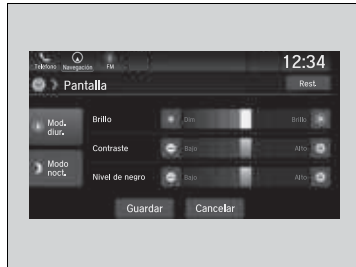 Teléfono Navegación FM 12:34
Pantalla Rest.
Mod. diur.
Modo noct.
Brillo Dim Brillo
Contraste Bajo Alto
Nivel de negro Bajo Alto
Guardar Cancelar